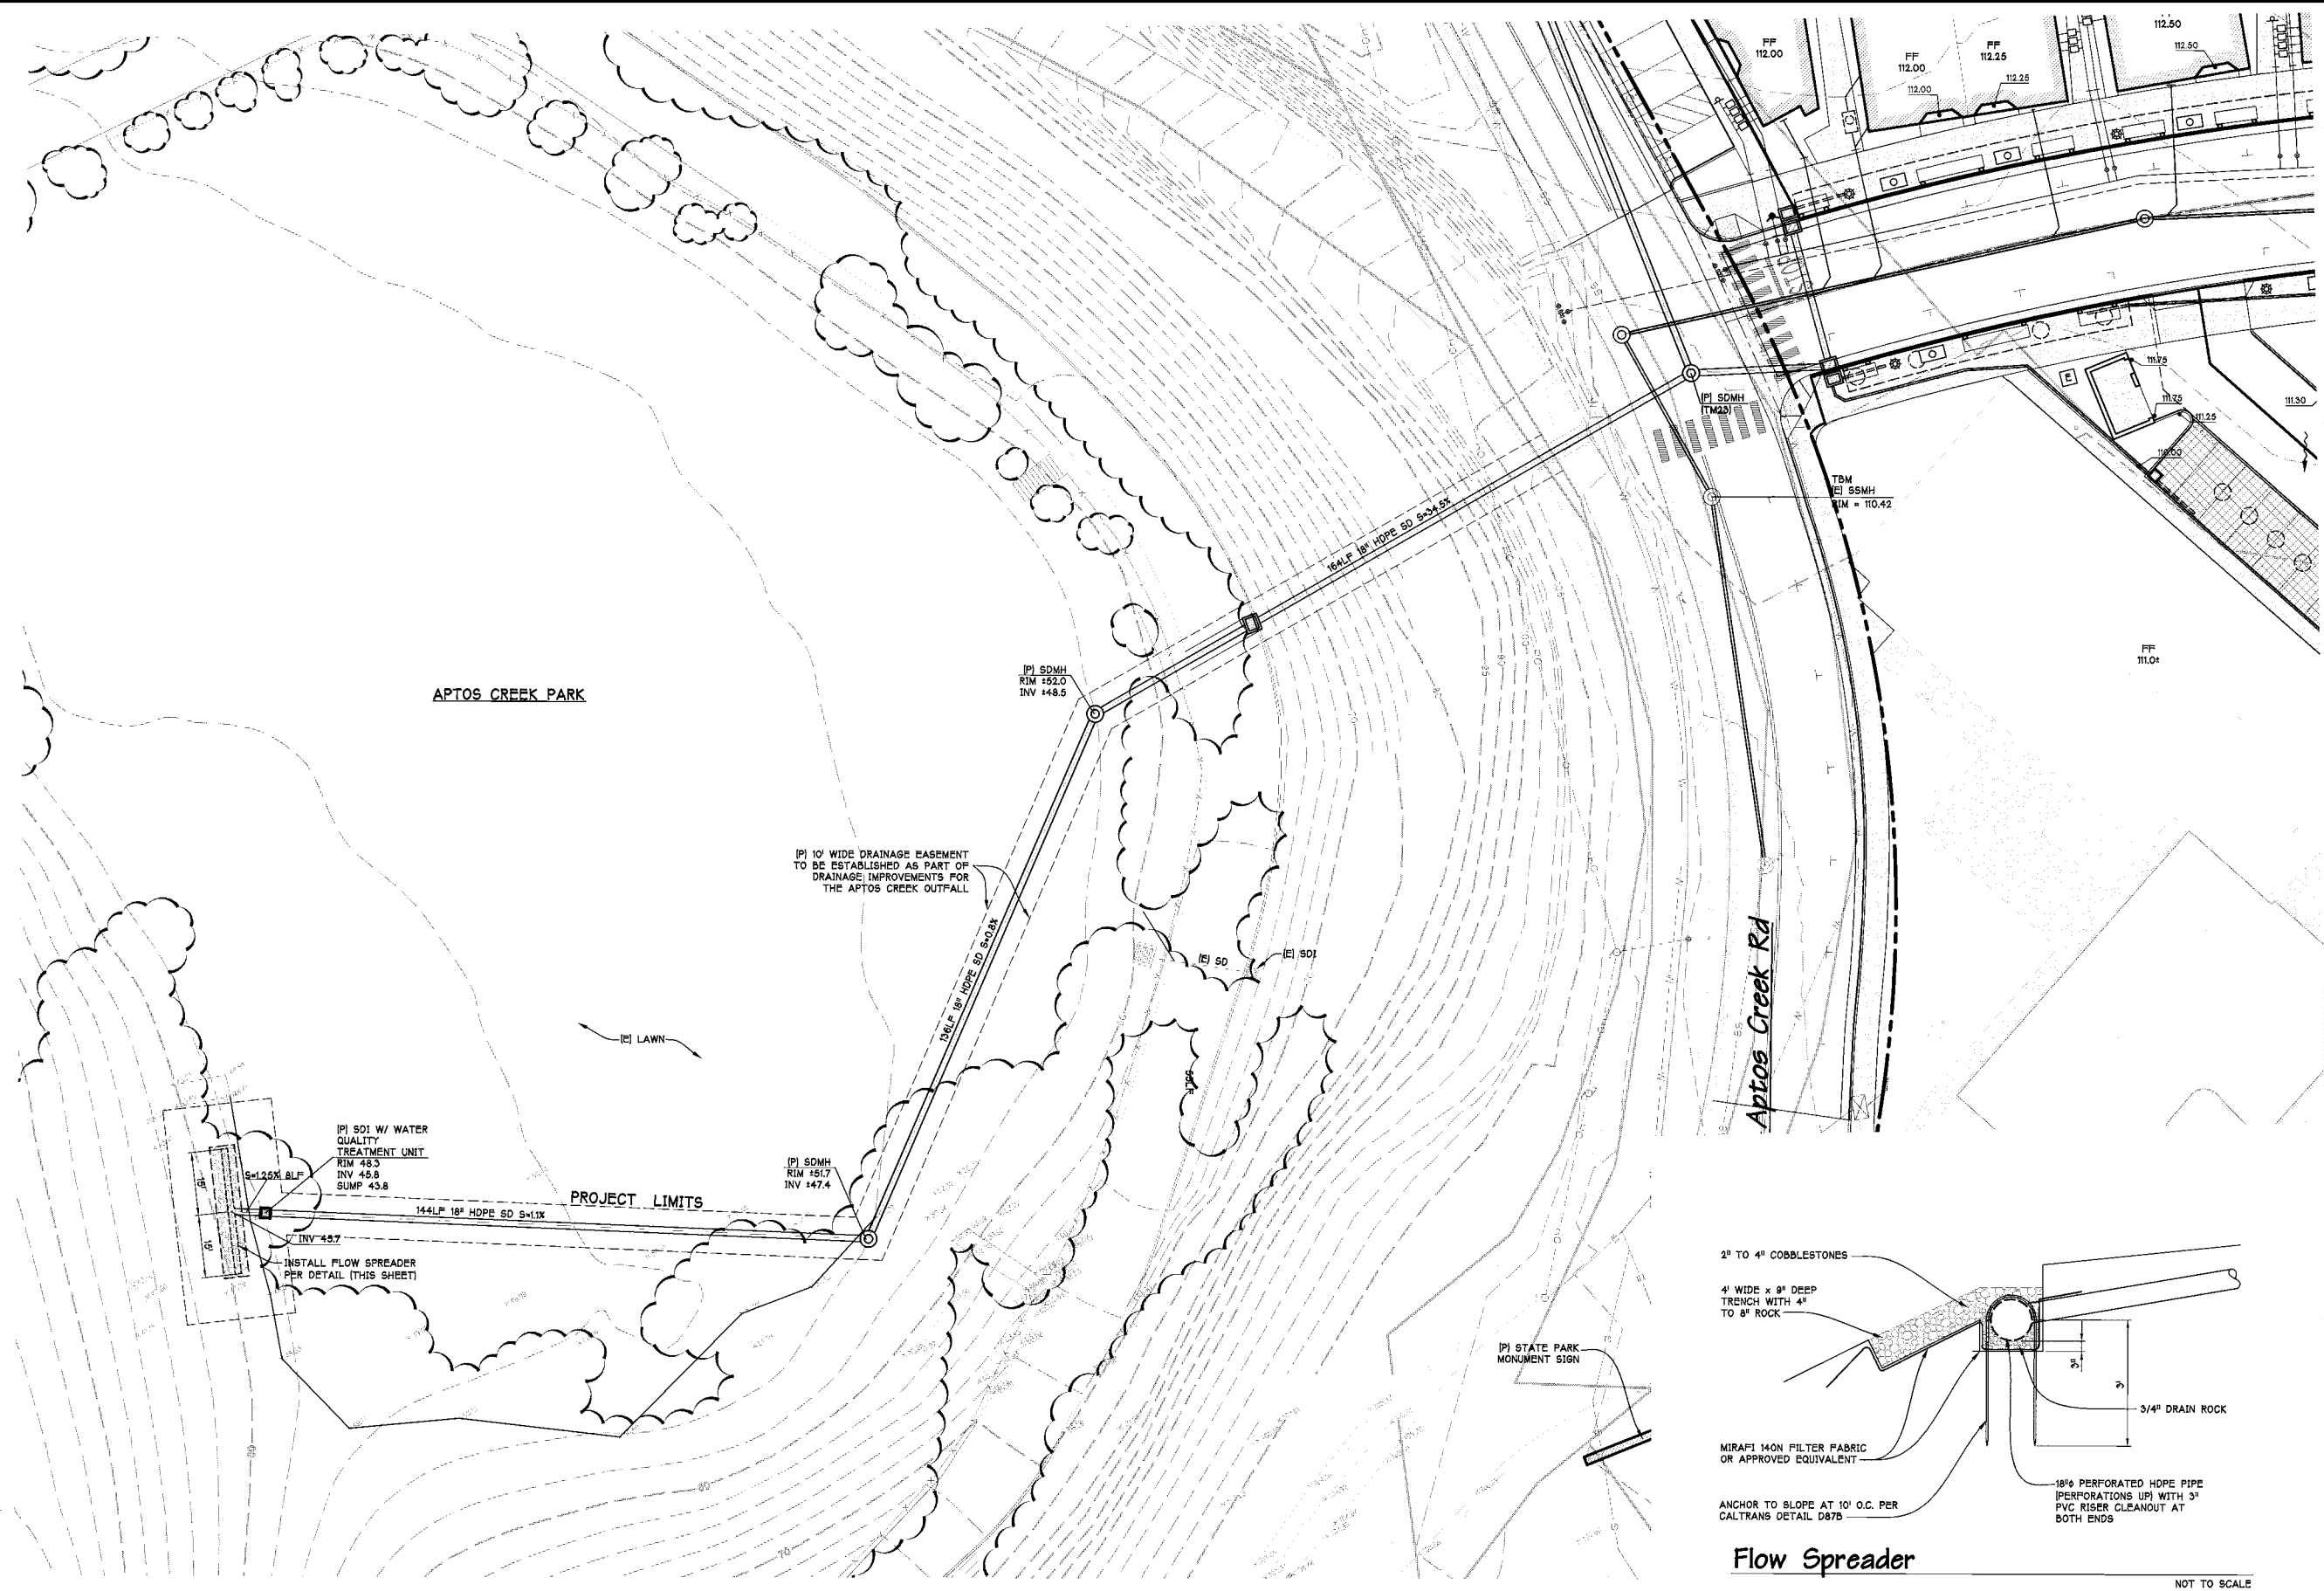 FF
112.00
FF
112.00
FF
112.25
112.50
112.50
112.00
112.25
STOP
(P) SDMH
(TM23)
111.75
111.75
111.25
111.30
E
TBM
(E) SSMH
RIM = 110.42
FF
111.0±
164LF 18" HDPE SD S=34.5%
(P) SDMH
RIM ±52.0
INV ±48.5
APTOS CREEK PARK
(P) 10' WIDE DRAINAGE EASEMENT
TO BE ESTABLISHED AS PART OF
DRAINAGE IMPROVEMENTS FOR
THE APTOS CREEK OUTFALL
136LF 18" HDPE SD S=0.8%
(E) SD
(E) SDI
Aptos Creek Rd
(E) LAWN
(P) SDI W/ WATER
QUALITY
TREATMENT UNIT
RIM 48.3
INV 45.8
SUMP 43.8
S=1.25% 8LF
15'
15'
(P) SDMH
RIM ±51.7
INV ±47.4
PROJECT LIMITS
144LF 18" HDPE SD S=1.1%
INV 45.7
INSTALL FLOW SPREADER
PER DETAIL (THIS SHEET)
(P) STATE PARK
MONUMENT SIGN
2" TO 4" COBBLESTONES
4' WIDE x 9" DEEP
TRENCH WITH 4"
TO 8" ROCK
3"
3'
3/4" DRAIN ROCK
MIRAFI 140N FILTER FABRIC
OR APPROVED EQUIVALENT
18"ø PERFORATED HDPE PIPE
(PERFORATIONS UP) WITH 3"
PVC RISER CLEANOUT AT
BOTH ENDS
ANCHOR TO SLOPE AT 10' O.C. PER
CALTRANS DETAIL D87B
Flow Spreader
NOT TO SCALE